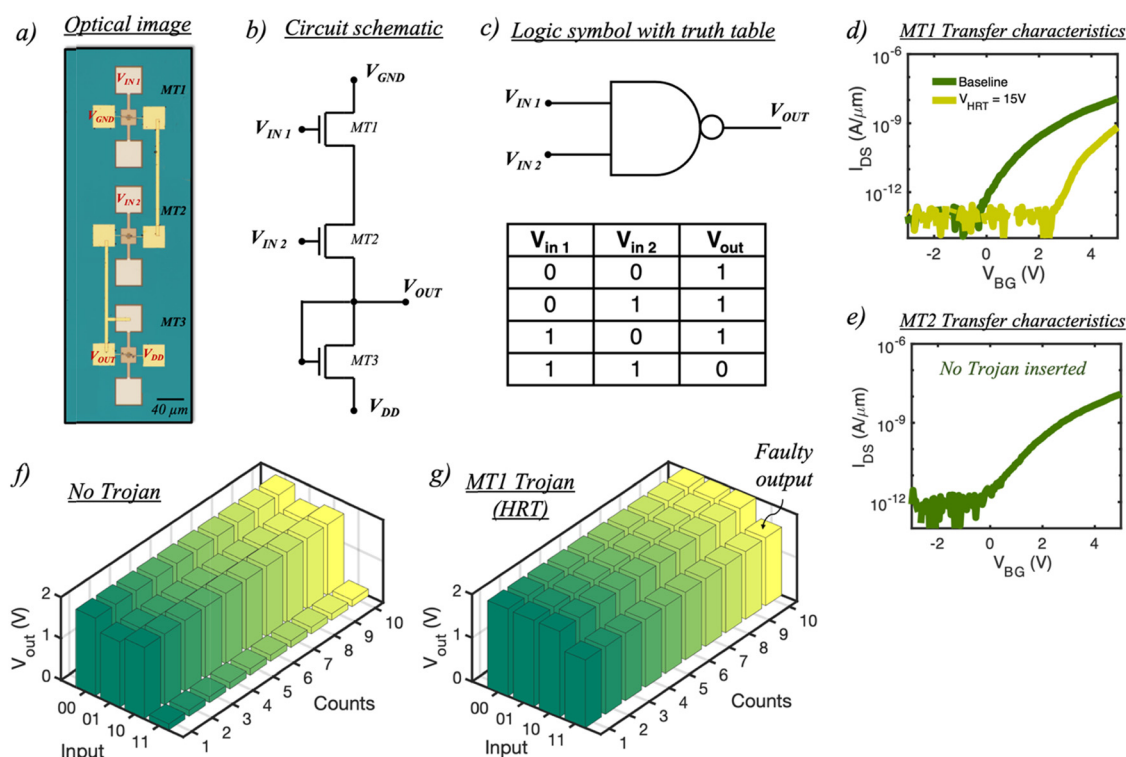 a) Optical image
V_IN 1
MT1
V_GND
V_IN 2
MT2
MT3
V_OUT
V_DD
40 µm
b) Circuit schematic
V_GND
V_IN 1
MT1
V_IN 2
MT2
V_OUT
MT3
V_DD
c) Logic symbol with truth table
V_IN 1
V_OUT
V_IN 2
V_in 1 V_in 2 V_out
0 0 1
0 1 1
1 0 1
1 1 0
d) MT1 Transfer characteristics
Baseline
V_HRT = 15V
10^-6
10^-9
10^-12
I_DS (A/µm)
-2 0 2 4
V_BG (V)
e) MT2 Transfer characteristics
No Trojan inserted
10^-6
10^-9
10^-12
I_DS (A/µm)
-2 0 2 4
V_BG (V)
f) No Trojan
2
1
0
V_out (V)
00
01
10
11
Input
1
2
3
4
5
6
7
8
9
10
Counts
g) MT1 Trojan
(HRT)
Faulty
output
2
1
0
V_out (V)
00
01
10
11
Input
1
2
3
4
5
6
7
8
9
10
Counts